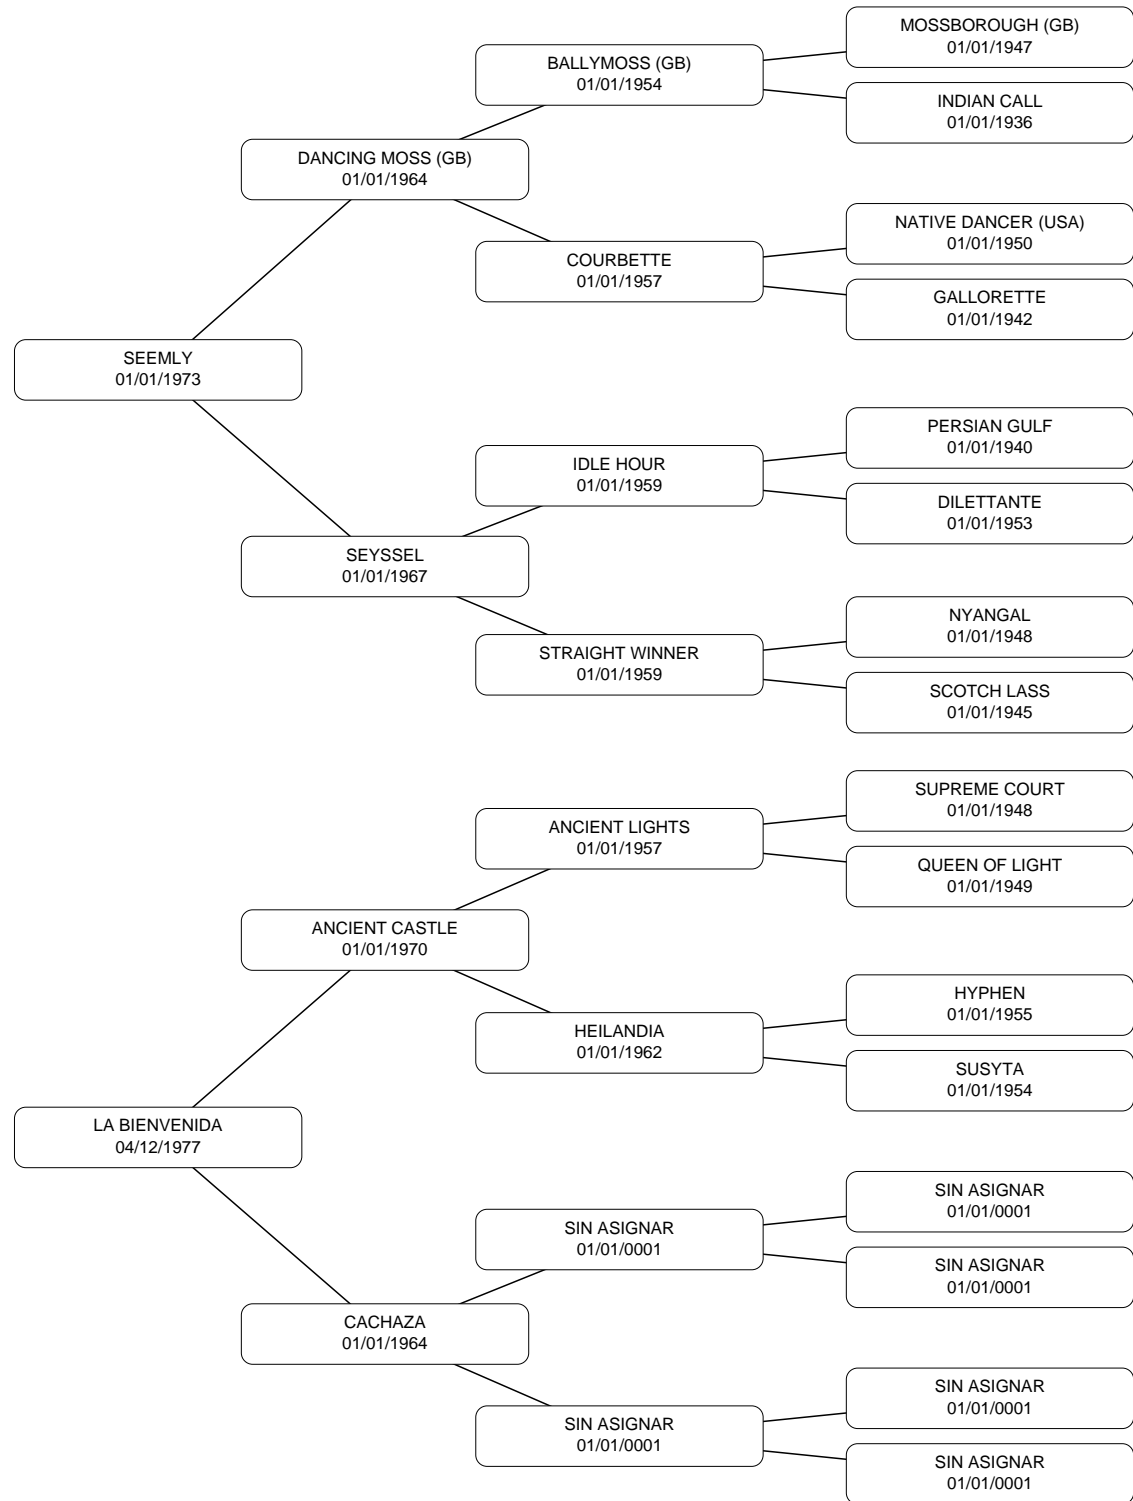 MOSSBOROUGH (GB)
01/01/1947
BALLYMOSS (GB)
01/01/1954
INDIAN CALL
01/01/1936
DANCING MOSS (GB)
01/01/1964
NATIVE DANCER (USA)
01/01/1950
COURBETTE
01/01/1957
GALLORETTE
01/01/1942
SEEMLY
01/01/1973
PERSIAN GULF
01/01/1940
IDLE HOUR
01/01/1959
DILETTANTE
01/01/1953
SEYSSEL
01/01/1967
NYANGAL
01/01/1948
STRAIGHT WINNER
01/01/1959
SCOTCH LASS
01/01/1945
SUPREME COURT
01/01/1948
ANCIENT LIGHTS
01/01/1957
QUEEN OF LIGHT
01/01/1949
ANCIENT CASTLE
01/01/1970
HYPHEN
01/01/1955
HEILANDIA
01/01/1962
SUSYTA
01/01/1954
LA BIENVENIDA
04/12/1977
SIN ASIGNAR
01/01/0001
SIN ASIGNAR
01/01/0001
SIN ASIGNAR
01/01/0001
CACHAZA
01/01/1964
SIN ASIGNAR
01/01/0001
SIN ASIGNAR
01/01/0001
SIN ASIGNAR
01/01/0001